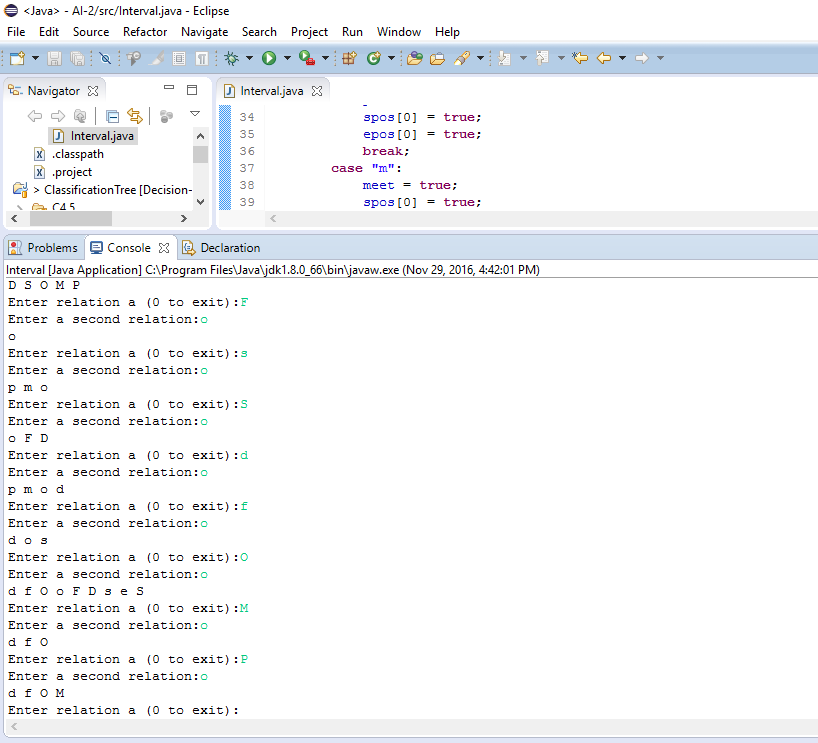 <Java> - AI-2/src/Interval.java - Eclipse
File Edit Source Refactor Navigate Search Project Run Window Help
Navigator
Interval.java
.classpath
.project
> ClassificationTree [Decision-
C4.5
Interval.java
34 spos[0] = true;
35 epos[0] = true;
36 break;
37 case "m":
38 meet = true;
39 spos[0] = true;
Problems Console Declaration
Interval [Java Application] C:\Program Files\Java\jdk1.8.0_66\bin\javaw.exe (Nov 29, 2016, 4:42:01 PM)
D S O M P
Enter relation a (0 to exit):F
Enter a second relation:o
o
Enter relation a (0 to exit):s
Enter a second relation:o
p m o
Enter relation a (0 to exit):S
Enter a second relation:o
o F D
Enter relation a (0 to exit):d
Enter a second relation:o
p m o d
Enter relation a (0 to exit):f
Enter a second relation:o
d o s
Enter relation a (0 to exit):O
Enter a second relation:o
d f O o F D s e S
Enter relation a (0 to exit):M
Enter a second relation:o
d f O
Enter relation a (0 to exit):P
Enter a second relation:o
d f O M
Enter relation a (0 to exit):